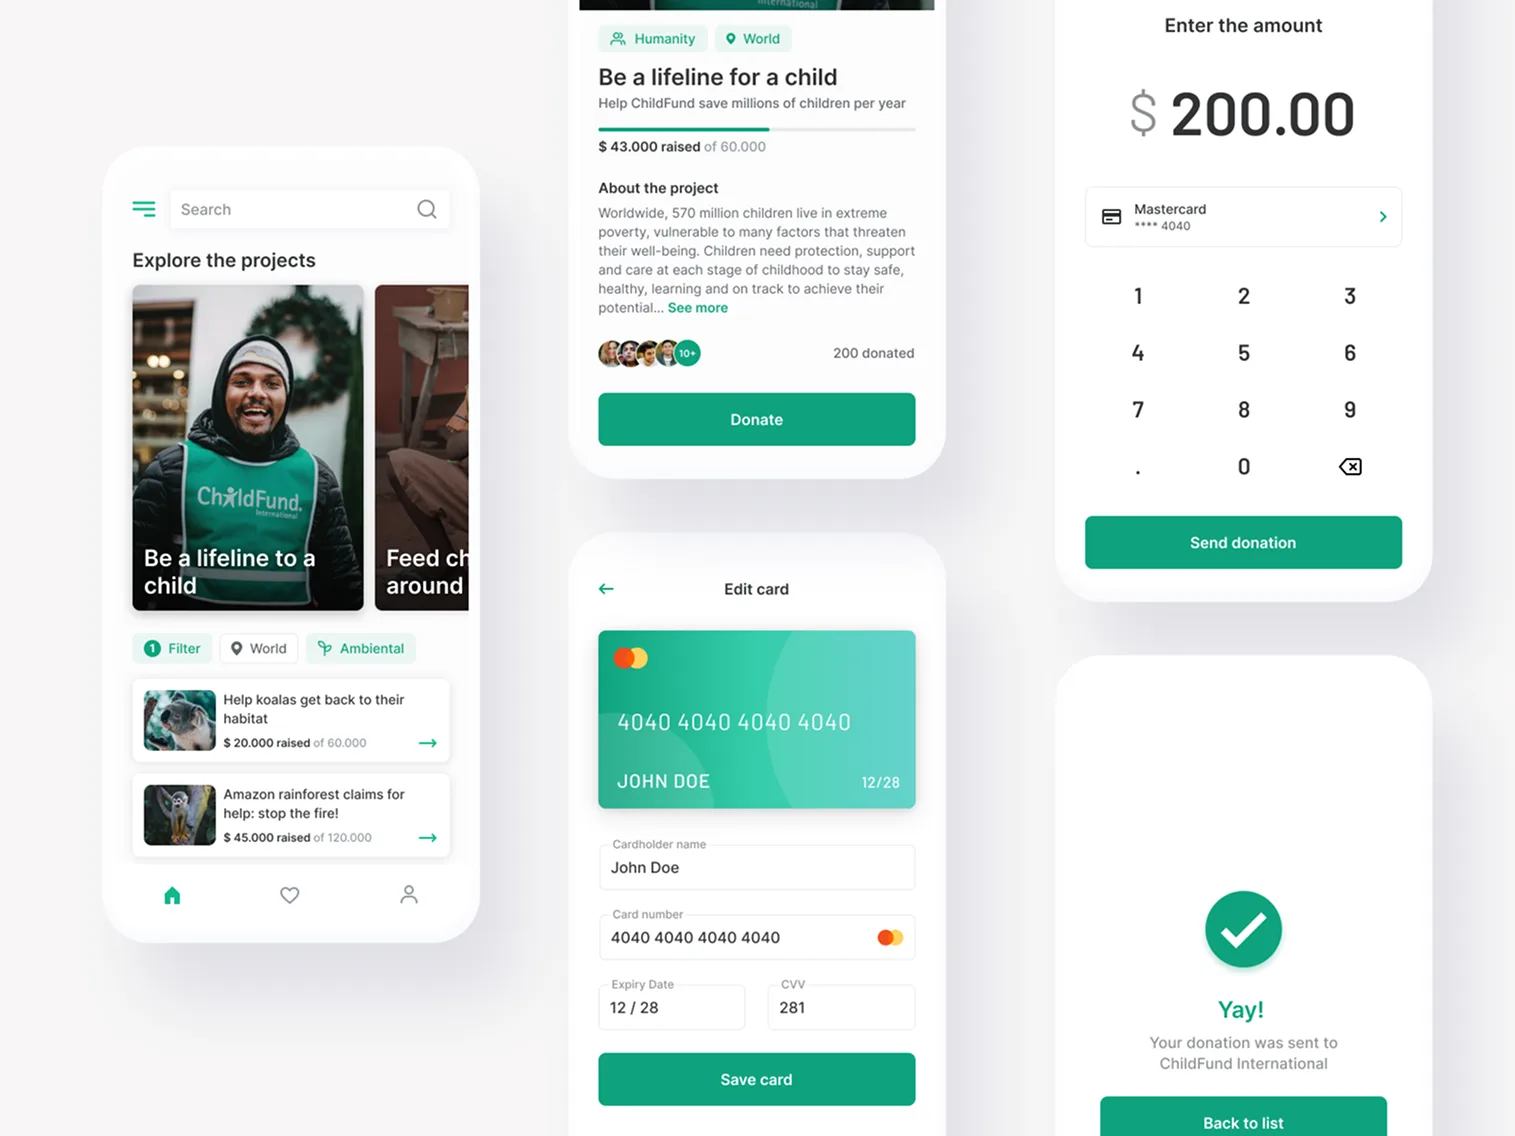 Search
Explore the projects
ChildFund.
International
Be a lifeline to a
child
Feed ch
around
1 Filter
World
Ambiental
Help koalas get back to their
habitat
$ 20.000 raised of 60.000
Amazon rainforest claims for
help: stop the fire!
$ 45.000 raised of 120.000
International
Humanity
World
Be a lifeline for a child
Help ChildFund save millions of children per year
$ 43.000 raised of 60.000
About the project
Worldwide, 570 million children live in extreme
poverty, vulnerable to many factors that threaten
their well-being. Children need protection, support
and care at each stage of childhood to stay safe,
healthy, learning and on track to achieve their
potential... See more
10+
200 donated
Donate
Edit card
4040 4040 4040 4040
JOHN DOE
12/28
Cardholder name
John Doe
Card number
4040 4040 4040 4040
Expiry Date
12 / 28
CVV
281
Save card
Enter the amount
$ 200.00
Mastercard
**** 4040
1 2 3
4 5 6
7 8 9
. 0
Send donation
Yay!
Your donation was sent to
ChildFund International
Back to list